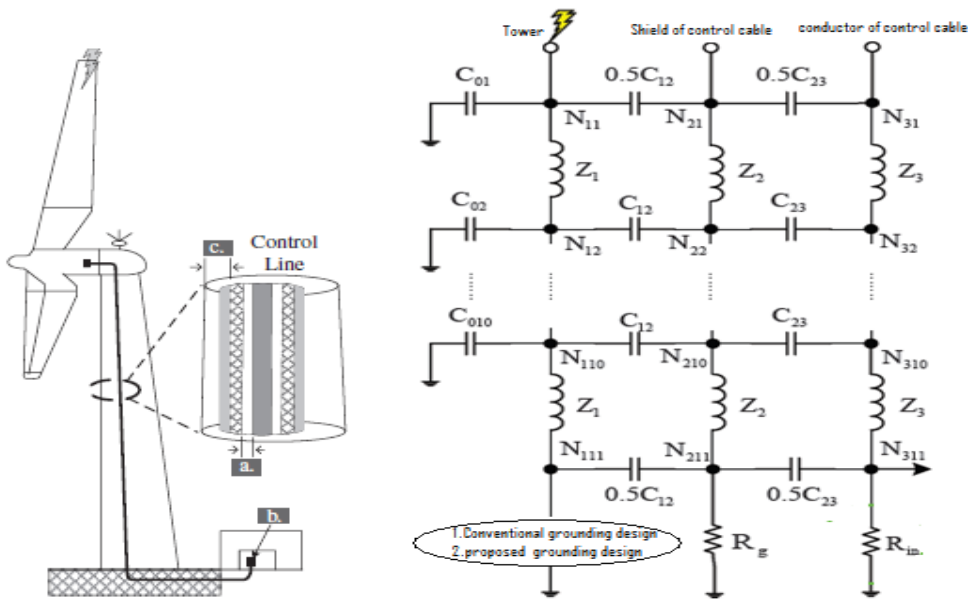 c.
Control
Line
a.
b.
Tower
Shield of control cable
conductor of control cable
C01
0.5C12
0.5C23
N11
N21
N31
Z1
Z2
Z3
C02
C12
C23
N12
N22
N32
C010
C12
C23
N110
N210
N310
Z1
Z2
Z3
N111
N211
N311
0.5C12
0.5C23
1.Conventional grounding design
2.proposed grounding design
Rg
Rin